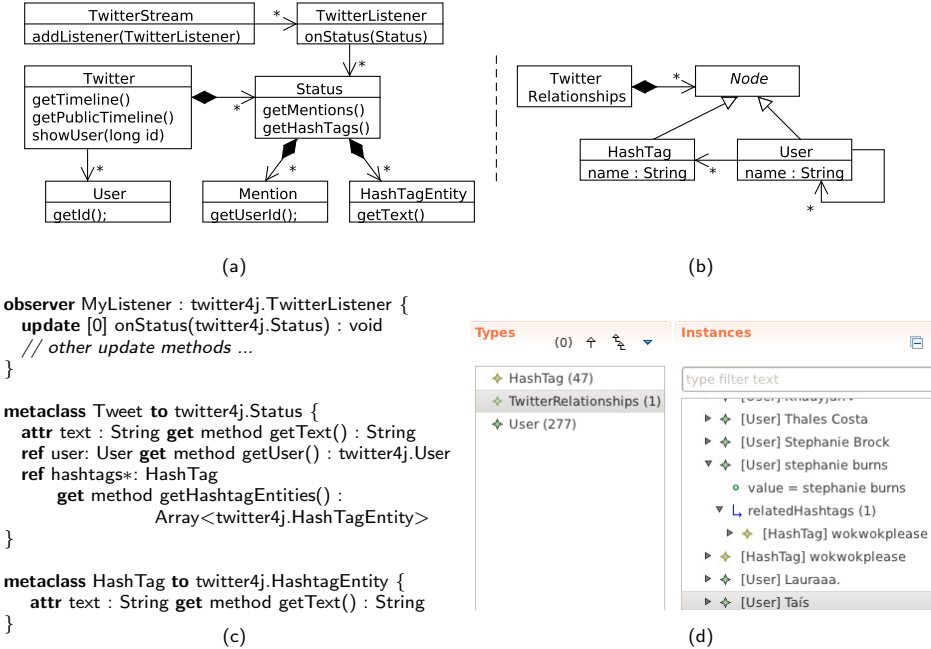 TwitterStream
addListener(TwitterListener)
*
TwitterListener
onStatus(Status)
*
Twitter
getTimeline()
getPublicTimeline()
showUser(long id)
*
Status
getMentions()
getHashTags()
*
*
*
User
getId();
Mention
getUserId();
HashTagEntity
getText()
(a)
Twitter
Relationships
*
Node
HashTag
name : String
*
User
name : String
*
(b)
observer MyListener : twitter4j.TwitterListener {
update [0] onStatus(twitter4j.Status) : void
// other update methods ...
}
metaclass Tweet to twitter4j.Status {
attr text : String get method getText() : String
ref user: User get method getUser() : twitter4j.User
ref hashtags*: HashTag
get method getHashtagEntities() :
Array<twitter4j.HashTagEntity>
}
metaclass HashTag to twitter4j.HashtagEntity {
attr text : String get method getText() : String
}
(c)
Types
(0)
HashTag (47)
TwitterRelationships (1)
User (277)
Instances
type filter text
[User] Thales Costa
[User] Stephanie Brock
[User] stephanie burns
value = stephanie burns
relatedHashtags (1)
[HashTag] wokwokplease
[HashTag] wokwokplease
[User] Lauraaa.
[User] Taís
(d)